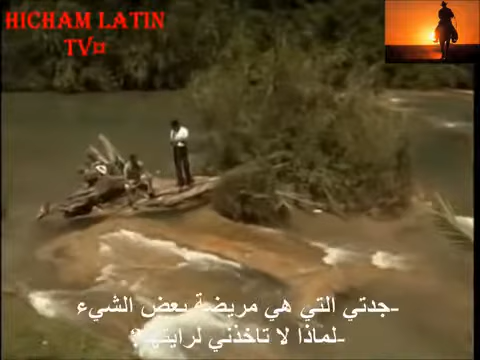 HICHAM LATIN
TV¤
-جدتي التي هي مريضة بعض الشيء
-لماذا لا تاخذني لرايتها؟